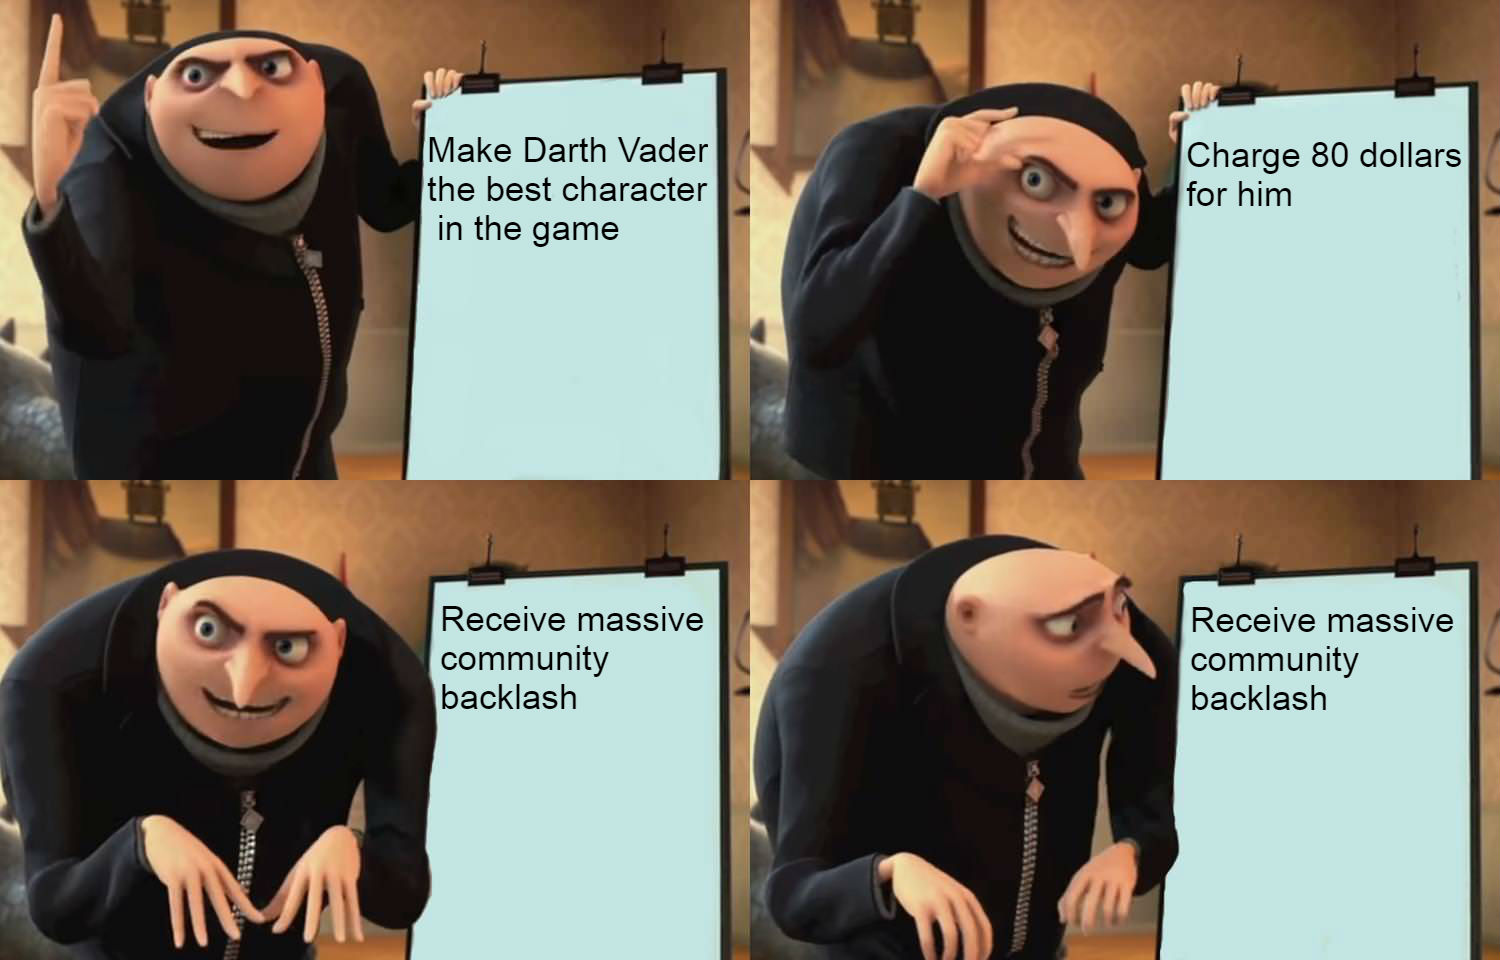 Make Darth Vader
the best character
in the game
Charge 80 dollars
for him
Receive massive
community
backlash
Receive massive
community
backlash